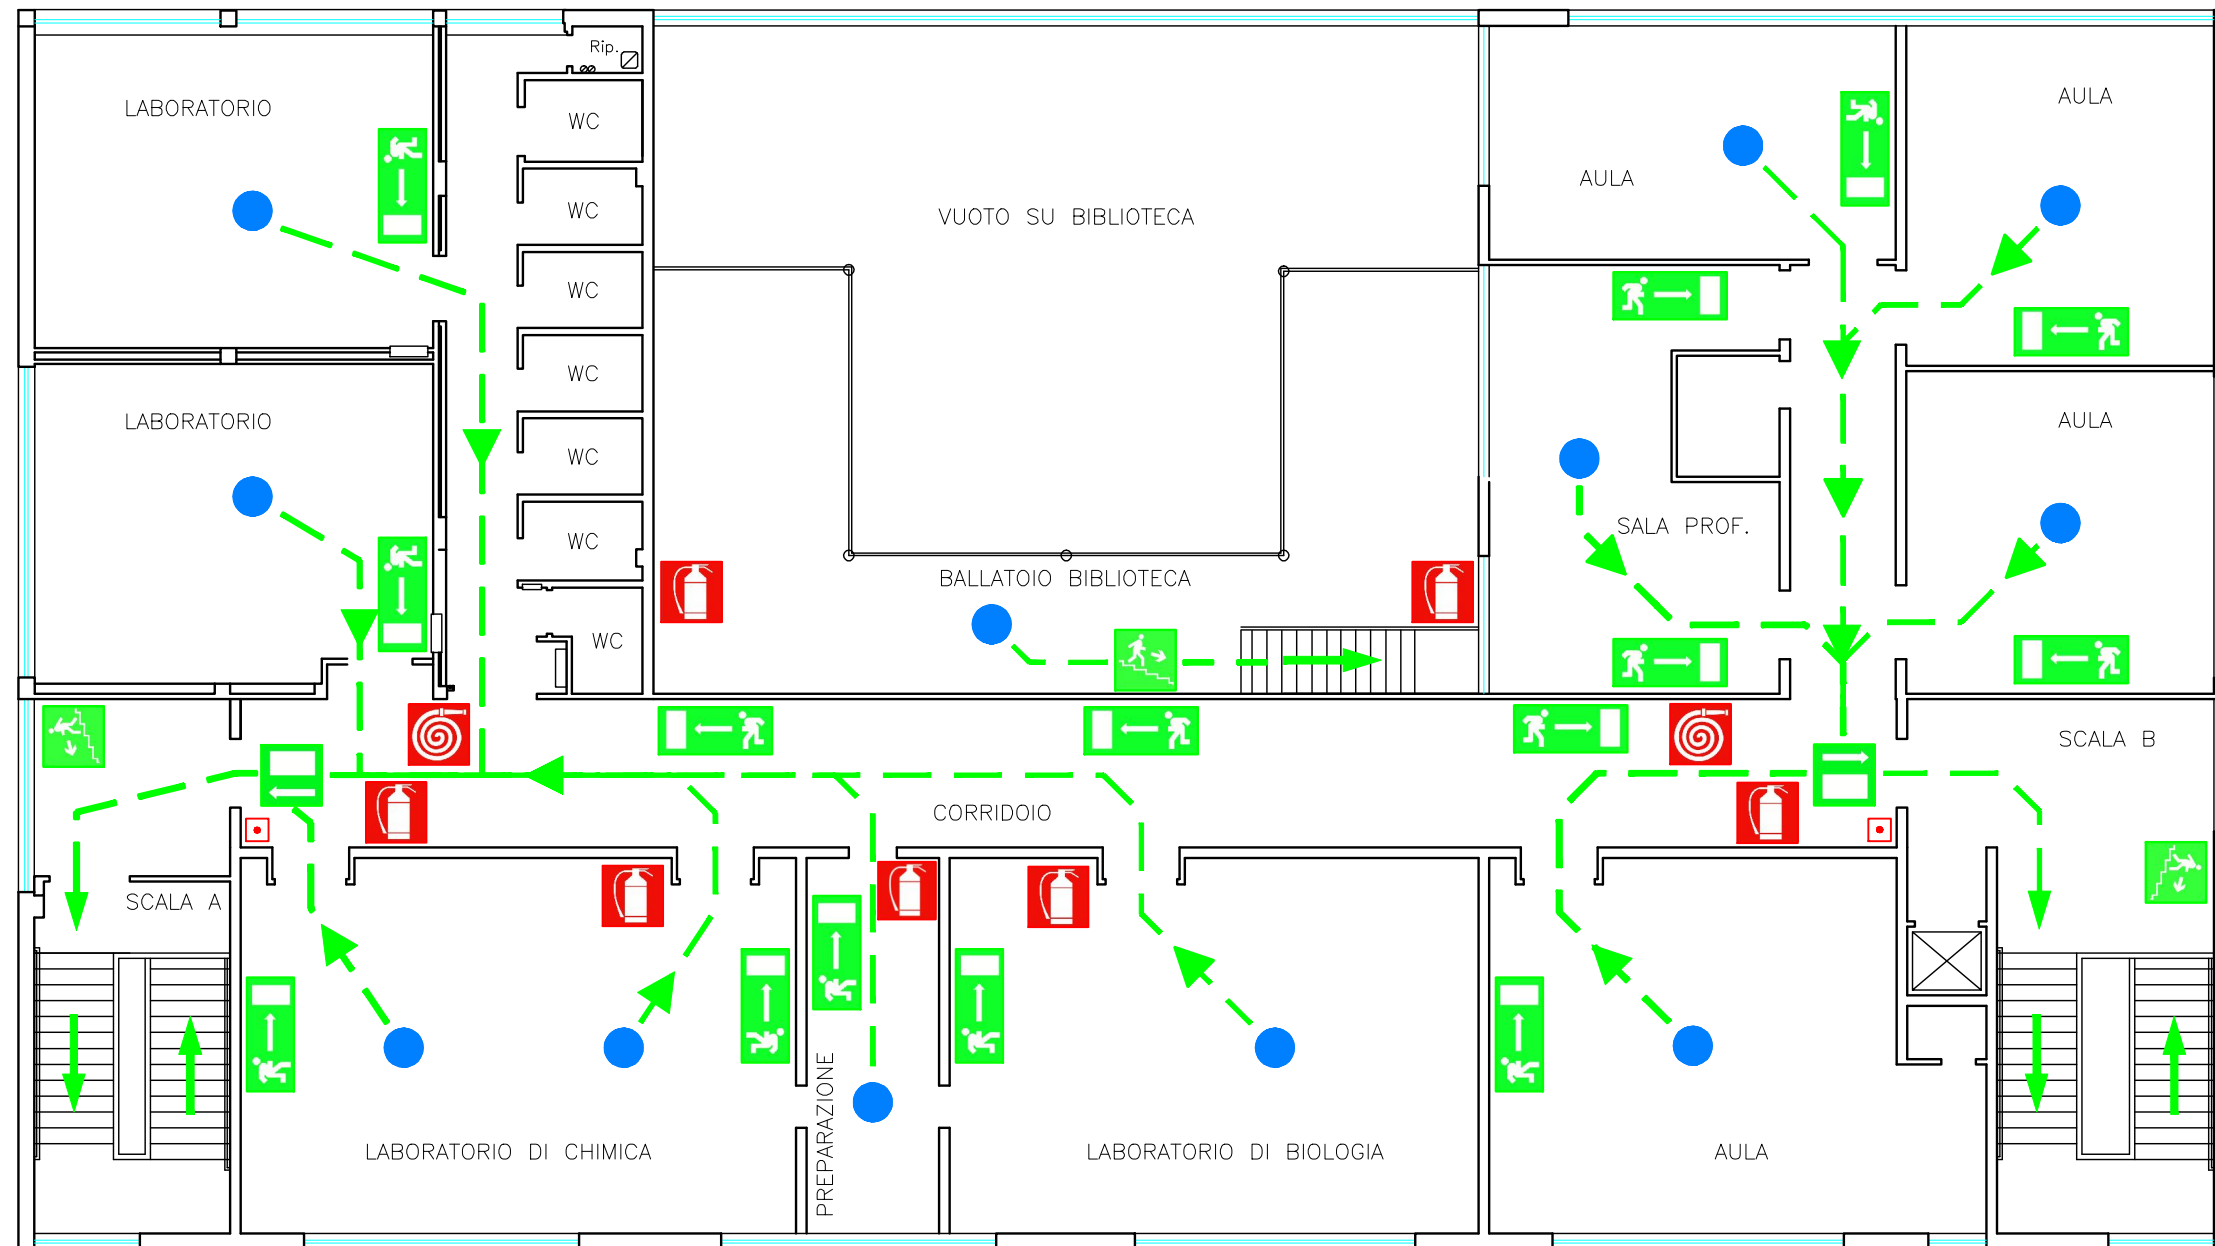 Rip.
LABORATORIO
WC
AULA
AULA
WC
VUOTO SU BIBLIOTECA
WC
WC
LABORATORIO
AULA
WC
SALA PROF.
WC
BALLATOIO BIBLIOTECA
WC
SCALA B
CORRIDOIO
SCALA A
PREPARAZIONE
LABORATORIO DI CHIMICA
LABORATORIO DI BIOLOGIA
AULA